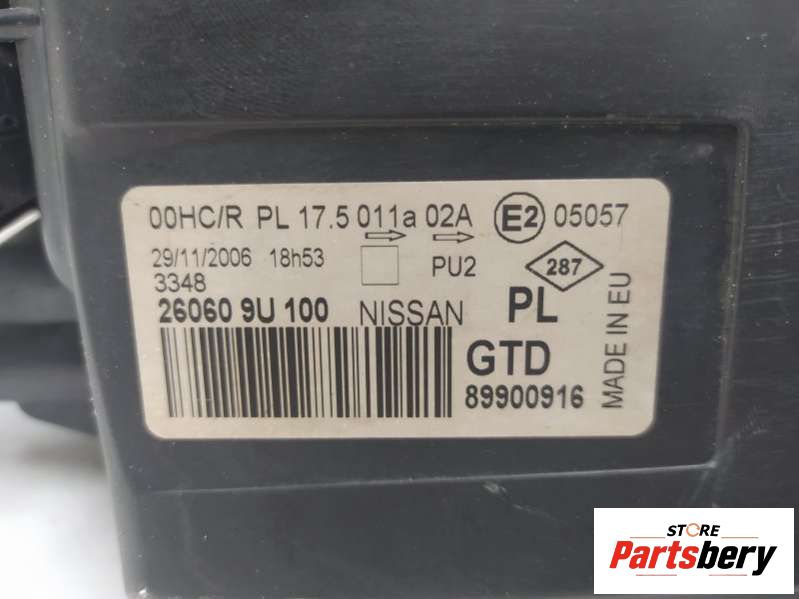 00HC/R PL 17.5 011a 02A E2 05057
29/11/2006 18h53 PU2 287
3348
26060 9U 100 NISSAN PL
GTD
89900916
MADE IN EU
STORE
Partsbery